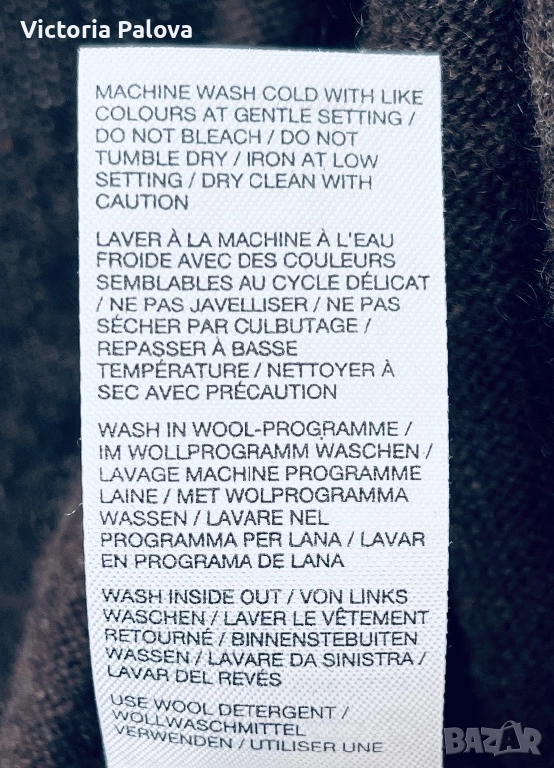 Victoria Palova
MACHINE WASH COLD WITH LIKE
COLOURS AT GENTLE SETTING /
DO NOT BLEACH / DO NOT
TUMBLE DRY / IRON AT LOW
SETTING / DRY CLEAN WITH
CAUTION
LAVER À LA MACHINE À L'EAU
FROIDE AVEC DES COULEURS
SEMBLABLES AU CYCLE DÉLICAT
/ NE PAS JAVELLISER / NE PAS
SÉCHER PAR CULBUTAGE /
REPASSER À BASSE
TEMPÉRATURE / NETTOYER À
SEC AVEC PRÉCAUTION
WASH IN WOOL-PROGRAMME /
IM WOLLPROGRAMM WASCHEN /
LAVAGE MACHINE PROGRAMME
LAINE / MET WOLPROGRAMMA
WASSEN / LAVARE NEL
PROGRAMMA PER LANA / LAVAR
EN PROGRAMA DE LANA
WASH INSIDE OUT / VON LINKS
WASCHEN / LAVER LE VÊTEMENT
RETOURNÉ / BINNENSTEBUITEN
WASSEN / LAVARE DA SINISTRA /
LAVAR DEL REVÉS
USE WOOL DETERGENT /
WOLLWASCHMITTEL
VERWENDEN / UTILISER UNE
BAZAR